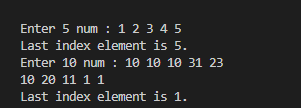 Enter 5 num : 1 2 3 4 5
Last index element is 5.
Enter 10 num : 10 10 10 31 23
10 20 11 1 1
Last index element is 1.